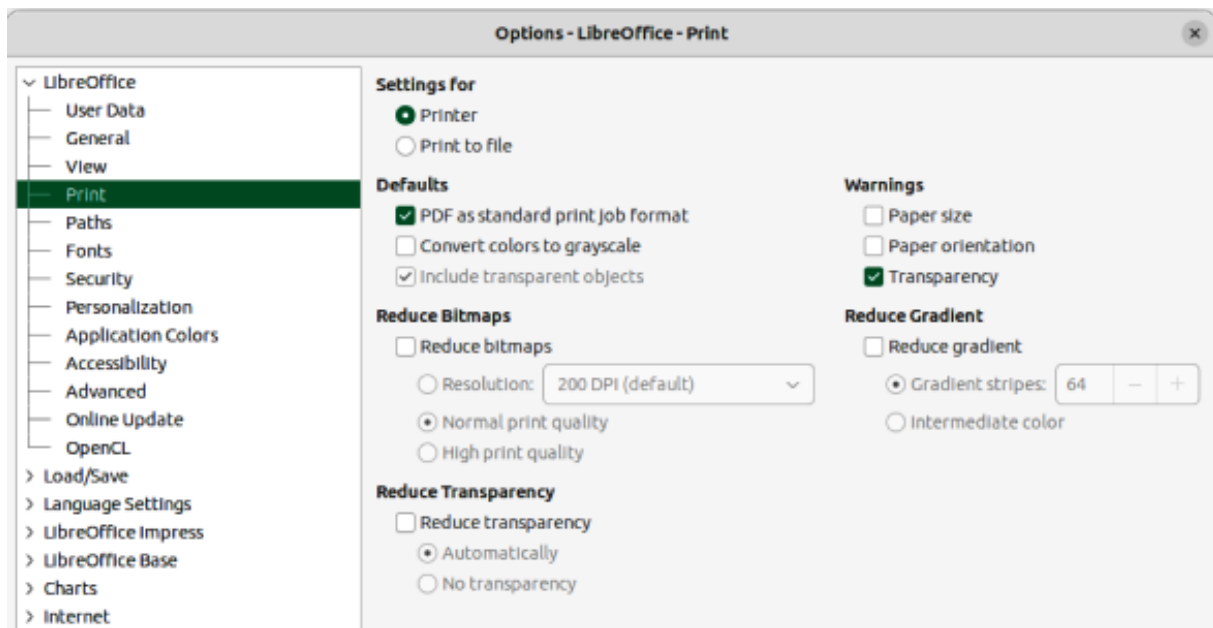 Options - LibreOffice - Print
LibreOffice
User Data
General
View
Print
Paths
Fonts
Security
Personalization
Application Colors
Accessibility
Advanced
Online Update
OpenCL
Load/Save
Language Settings
LibreOffice Impress
LibreOffice Base
Charts
Internet
Settings for
Printer
Print to file
Defaults
PDF as standard print job format
Convert colors to grayscale
Include transparent objects
Warnings
Paper size
Paper orientation
Transparency
Reduce Bitmaps
Reduce bitmaps
Resolution: 200 DPI (default)
Normal print quality
High print quality
Reduce Gradient
Reduce gradient
Gradient stripes: 64
Intermediate color
Reduce Transparency
Reduce transparency
Automatically
No transparency